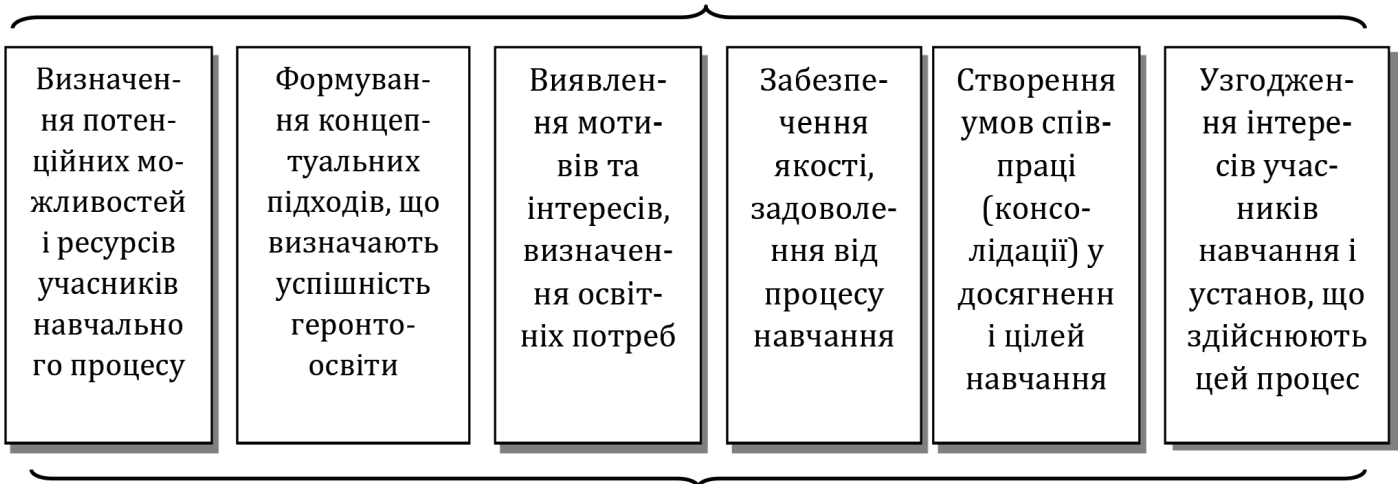 Визначен-
ня потен-
ційних мо-
жливостей
і ресурсів
учасників
навчально
го процесу
Формуван-
ня концеп-
туальних
підходів, що
визначають
успішність
геронто-
освіти
Виявлен-
ня моти-
вів та
інтересів,
визначен-
ня освіт-
ніх потреб
Забезпе-
чення
якості,
задоволе-
ння від
процесу
навчання
Створення
умов спів-
праці
(консо-
лідації) у
досягненн
і цілей
навчання
Узгоджен-
ня інтере-
сів учас-
ників
навчання і
установ, що
здійснюють
цей процес